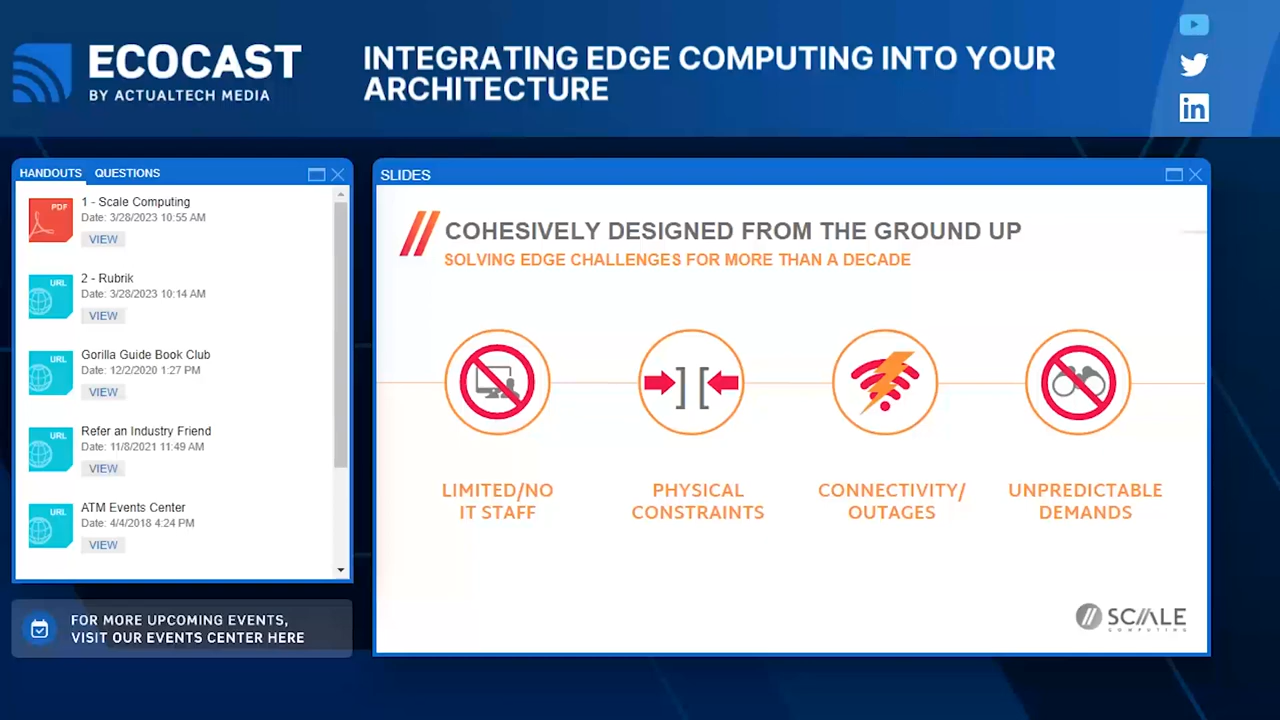 ECOCAST
BY ACTUALTECH MEDIA
INTEGRATING EDGE COMPUTING INTO YOUR
ARCHITECTURE
in
HANDOUTS QUESTIONS
PDF
1 - Scale Computing
Date: 3/28/2023 10:55 AM
VIEW
URL
2 - Rubrik
Date: 3/28/2023 10:14 AM
VIEW
URL
Gorilla Guide Book Club
Date: 12/2/2020 1:27 PM
VIEW
URL
Refer an Industry Friend
Date: 11/8/2021 11:49 AM
VIEW
URL
ATM Events Center
Date: 4/4/2018 4:24 PM
VIEW
FOR MORE UPCOMING EVENTS,
VISIT OUR EVENTS CENTER HERE
SLIDES
COHESIVELY DESIGNED FROM THE GROUND UP
SOLVING EDGE CHALLENGES FOR MORE THAN A DECADE
LIMITED/NO
IT STAFF
PHYSICAL
CONSTRAINTS
CONNECTIVITY/
OUTAGES
UNPREDICTABLE
DEMANDS
SCALE
COMPUTING